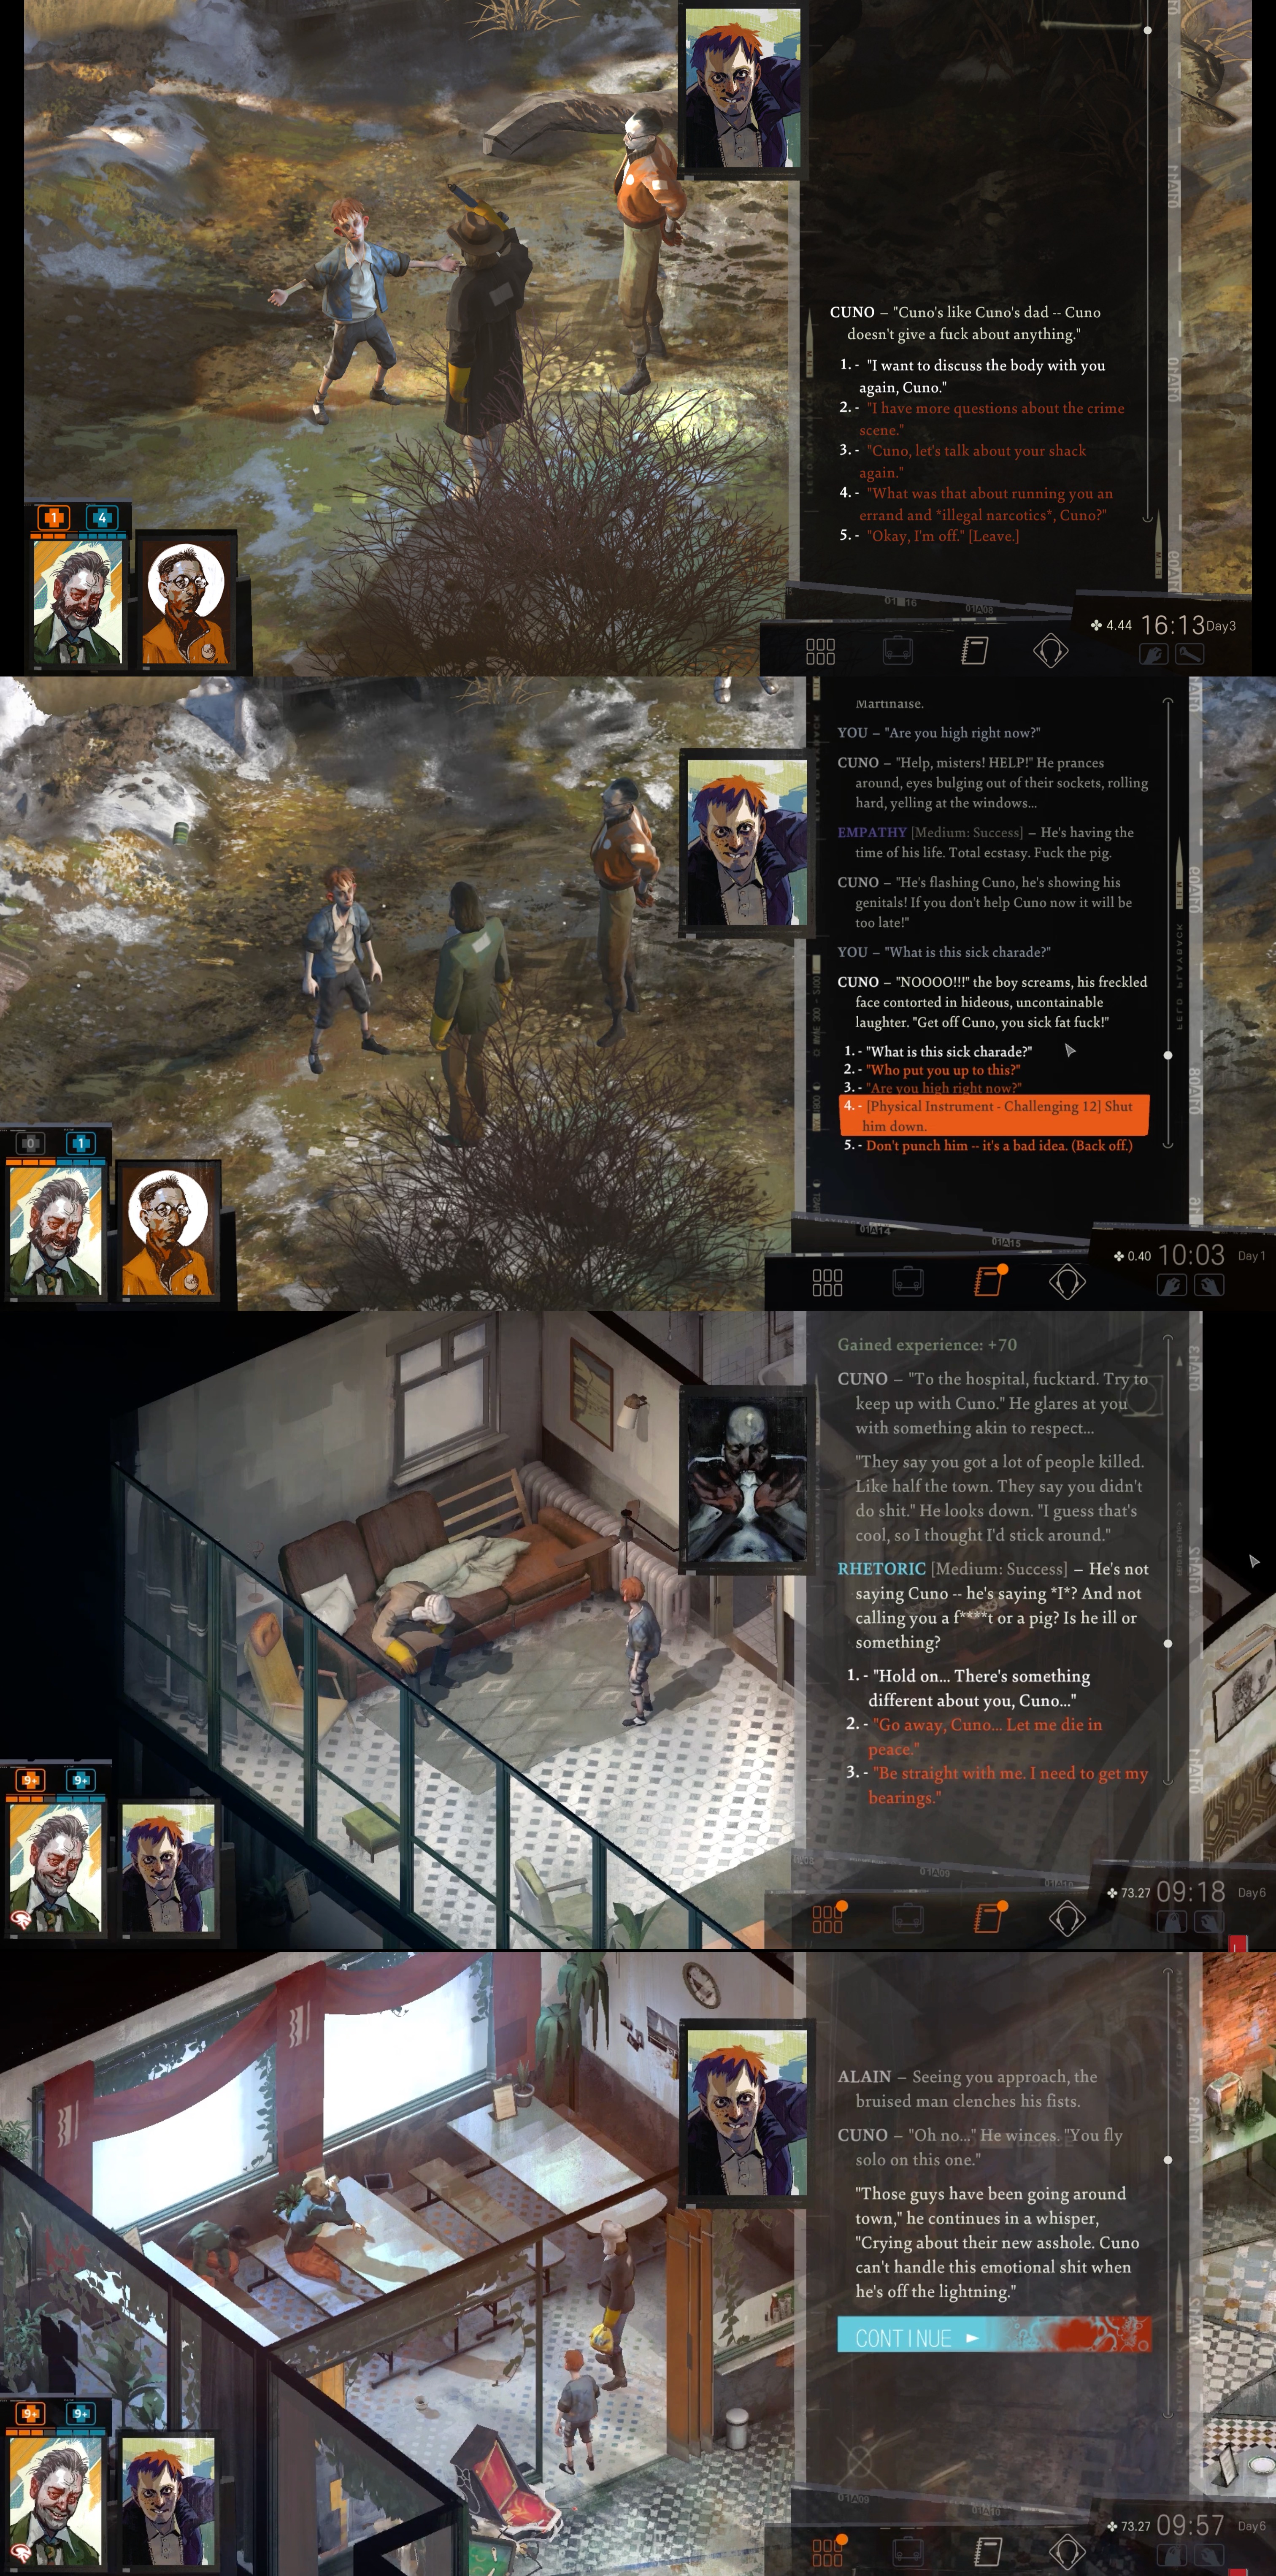 CUNO – "Cuno's like Cuno's dad -- Cuno
doesn't give a fuck about anything."
1. - "I want to discuss the body with you
again, Cuno."
2. - "I have more questions about the crime
scene."
3. - "Cuno, let's talk about your shack
again."
4. - "What was that about running you an
errand and *illegal narcotics*, Cuno?"
5. - "Okay, I'm off." [Leave.]
1 4
4.44 16:13 Day3
Martinaise.
YOU – "Are you high right now?"
CUNO – "Help, misters! HELP!" He prances
around, eyes bulging out of their sockets, rolling
hard, yelling at the windows...
EMPATHY [Medium: Success] – He's having the
time of his life. Total ecstasy. Fuck the pig.
CUNO – "He's flashing Cuno, he's showing his
genitals! If you don't help Cuno now it will be
too late!"
YOU – "What is this sick charade?"
CUNO – "NOOOO!!!" the boy screams, his freckled
face contorted in hideous, uncontainable
laughter. "Get off Cuno, you sick fat fuck!"
1. - "What is this sick charade?"
2. - "Who put you up to this?"
3. - "Are you high right now?"
4. - [Physical Instrument - Challenging 12] Shut
him down.
5. - Don't punch him -- it's a bad idea. (Back off.)
0 1
0.40 10:03 Day 1
Gained experience: +70
CUNO – "To the hospital, fucktard. Try to
keep up with Cuno." He glares at you
with something akin to respect...
"They say you got a lot of people killed.
Like half the town. They say you didn't
do shit." He looks down. "I guess that's
cool, so I thought I'd stick around."
RHETORIC [Medium: Success] – He's not
saying Cuno -- he's saying *I*? And not
calling you a f****t or a pig? Is he ill or
something?
1. - "Hold on... There's something
different about you, Cuno..."
2. - "Go away, Cuno... Let me die in
peace."
3. - "Be straight with me. I need to get my
bearings."
9+ 9+
73.27 09:18 Day6
ALAIN – Seeing you approach, the
bruised man clenches his fists.
CUNO – "Oh no..." He winces. "You fly
solo on this one."
"Those guys have been going around
town," he continues in a whisper,
"Crying about their new asshole. Cuno
can't handle this emotional shit when
he's off the lightning."
CONTINUE
9+ 9+
73.27 09:57 Day6